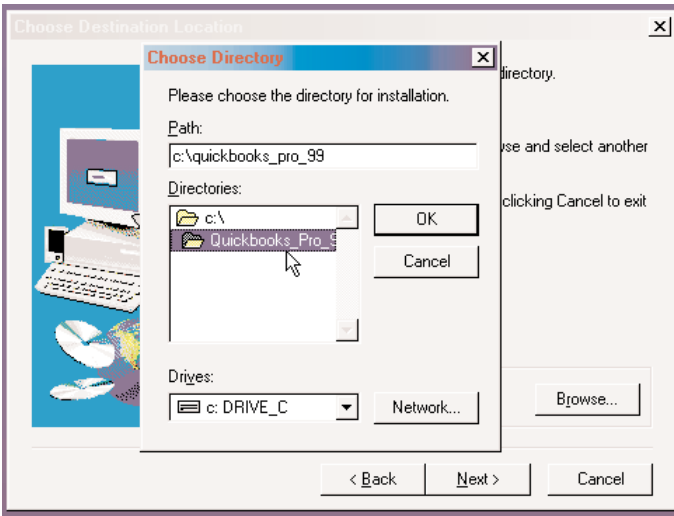 Choose Destination Location
Choose Directory
directory.
Please choose the directory for installation.
Path:
c:\quickbooks_pro_99
use and select another
Directories:
clicking Cancel to exit
c:\
OK
Quickbooks_Pro_9
Cancel
Drives:
c: DRIVE_C
Network...
Browse...
< Back
Next >
Cancel